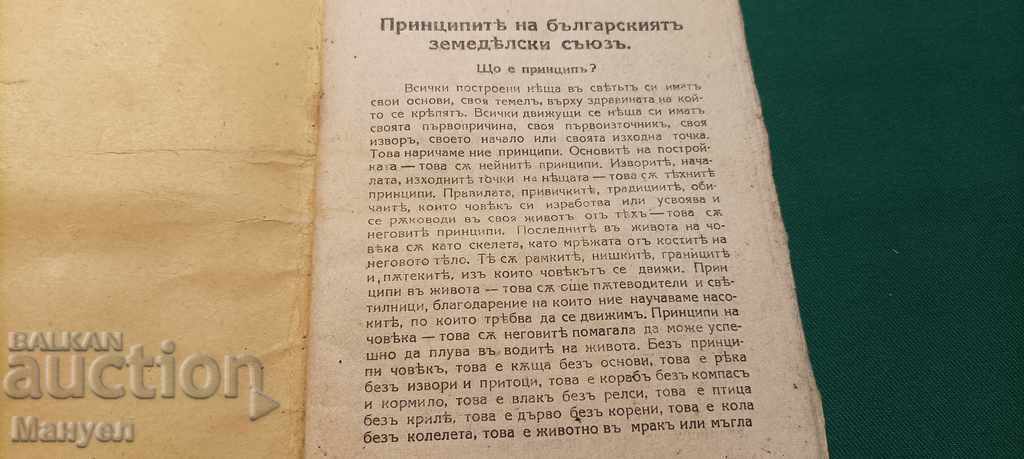 Принципитѣ на българскиятъ
земедѣлски съюзъ.
Що е принципъ?
Всички построени нѣща въ свѣтътъ си иматъ
свои основи, своя темел, върху здравината на кой-
то се крѣпятъ. Всички движущи се нѣща си иматъ
своята първопричина, своя първоизточник, своя
изворъ, своето начало или своята изходна точка.
Това наричаме ние принципи. Основитѣ на построй-
ката — това сѫ нейнитѣ принципи. Изворитѣ, нача-
лата, изходнитѣ точки на нѣщата — това сѫ тѣхнитѣ
принципи. Правилата, привичкитѣ, традициитѣ, оби-
чаитѣ, които човѣкъ си изработва или усвоява и
се рѫководи въ своя животъ отъ тѣхъ — това сѫ
неговитѣ принципи. Последнитѣ въ живота на чо-
вѣка сѫ като скелета, като мрѣжата отъ коститѣ на
неговото тѣло. Тѣ сѫ рамкитѣ, нишкитѣ, границитѣ
и пѫтекитѣ, изъ които човѣкътъ се движи. Прин
ципи въ живота — това сѫ още пѫтеводители и свѣ-
тилници, благодарение на които ние научаваме насо-
китѣ, по които трѣбва да се движимъ. Принципи на
човѣка — това сѫ неговитѣ помагала да може успе-
шно да плува въ водитѣ на живота. Безъ принци-
пи човѣкъ, това е кѫща безъ основи, това е рѣка
безъ извори и притоци, това е корабъ безъ компасъ
и кормило, това е влакъ безъ релси, това е птица
безъ крилѣ, това е дърво безъ корени, това е кола
безъ колелета, това е животно въ мракъ или мъгла
BALKAN
auction
Мануел